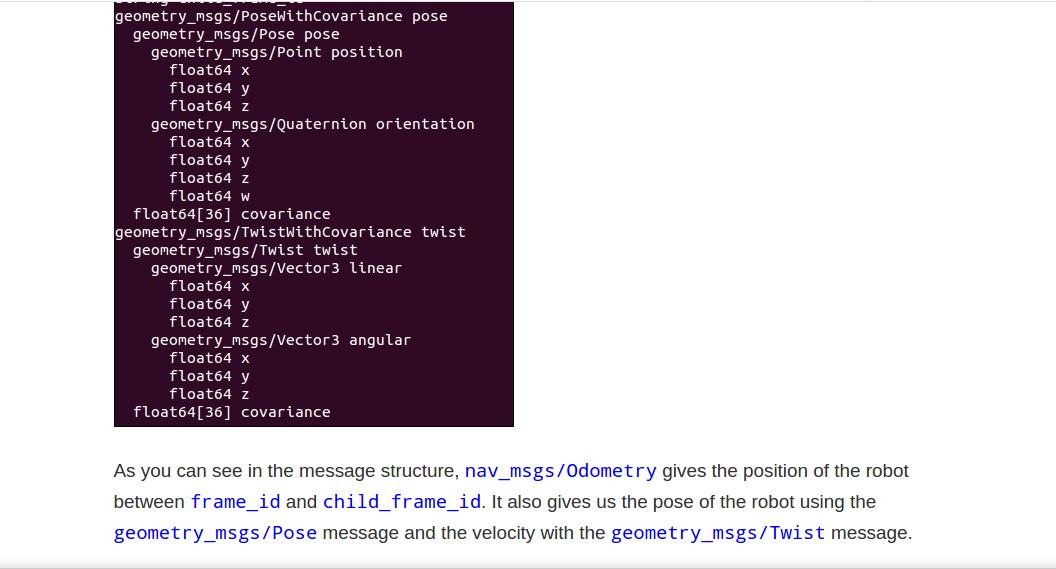 geometry_msgs/PoseWithCovariance pose
geometry_msgs/Pose pose
geometry_msgs/Point position
float64 x
float64 y
float64 z
geometry_msgs/Quaternion orientation
float64 x
float64 y
float64 z
float64 w
float64[36] covariance
geometry_msgs/TwistWithCovariance twist
geometry_msgs/Twist twist
geometry_msgs/Vector3 linear
float64 x
float64 y
float64 z
geometry_msgs/Vector3 angular
float64 x
float64 y
float64 z
float64[36] covariance
As you can see in the message structure, nav_msgs/Odometry gives the position of the robot
between frame_id and child_frame_id. It also gives us the pose of the robot using the
geometry_msgs/Pose message and the velocity with the geometry_msgs/Twist message.